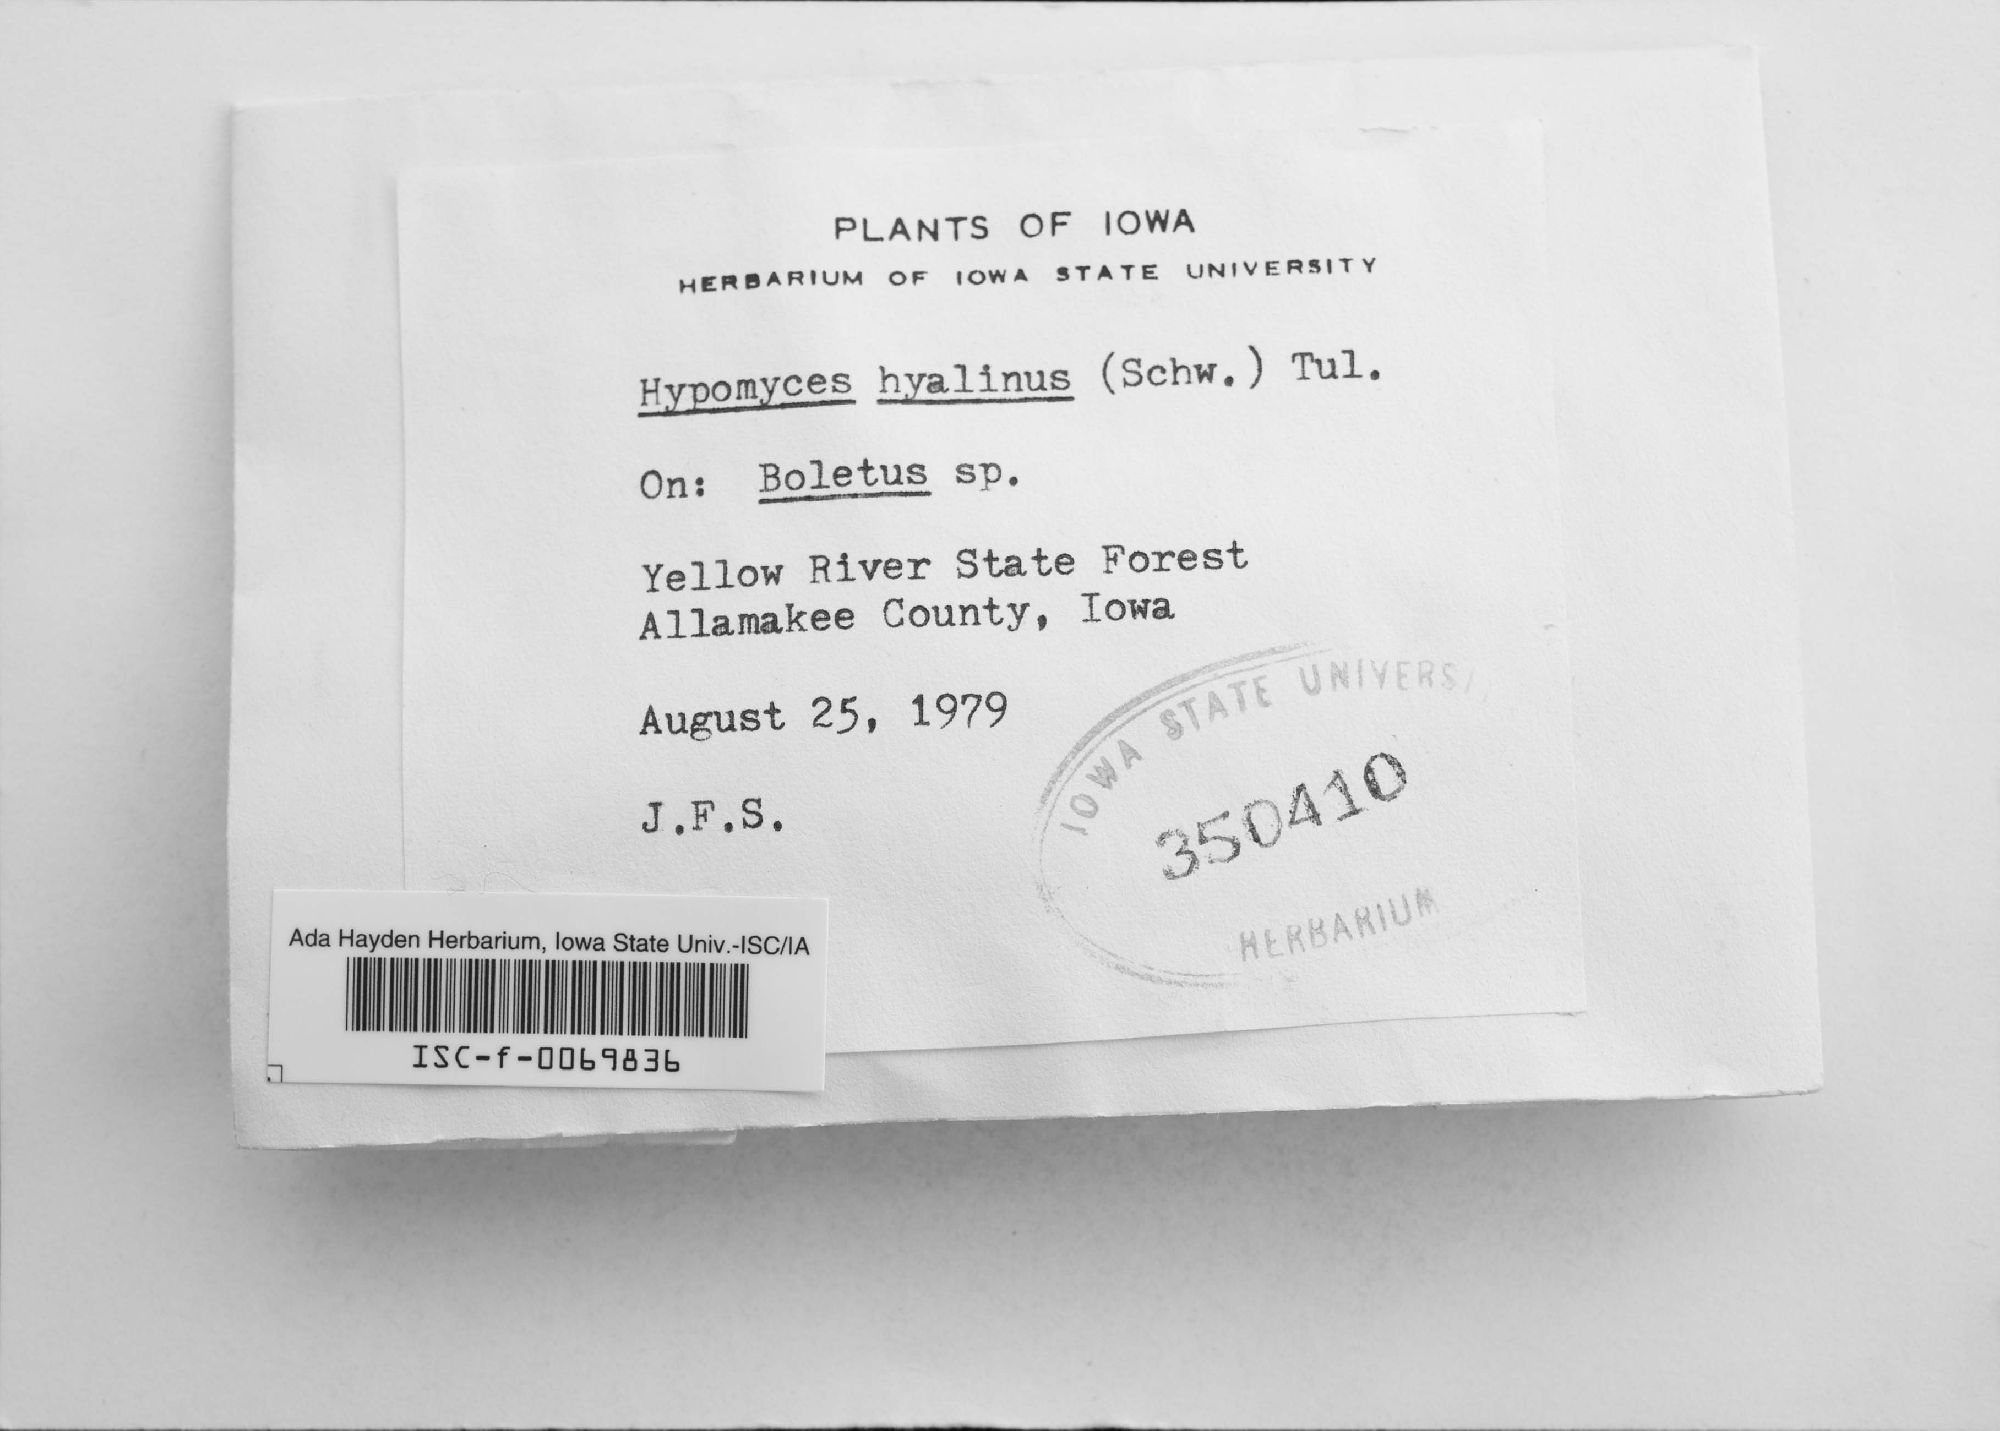 PLANTS OF IOWA
HERBARIUM OF IOWA STATE UNIVERSITY
Hypomyces hyalinus (Schw.) Tul.
On: Boletus sp.
Yellow River State Forest
Allamakee County, Iowa
August 25, 1979
J.F.S.
IOWA STATE UNIVERSI
350410
HERBARIUM
Ada Hayden Herbarium, Iowa State Univ.-ISC/IA
ISC-f-0069836